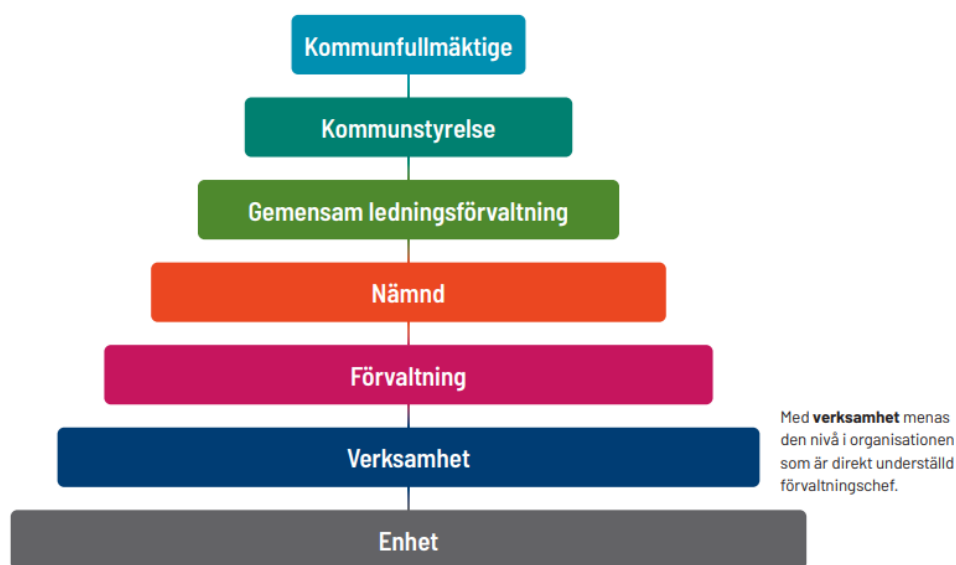 Kommunfullmäktige
Kommunstyrelse
Gemensam ledningsförvaltning
Nämnd
Förvaltning
Verksamhet
Med verksamhet menas
den nivå i organisationen
som är direkt underställd
förvaltningschef.
Enhet